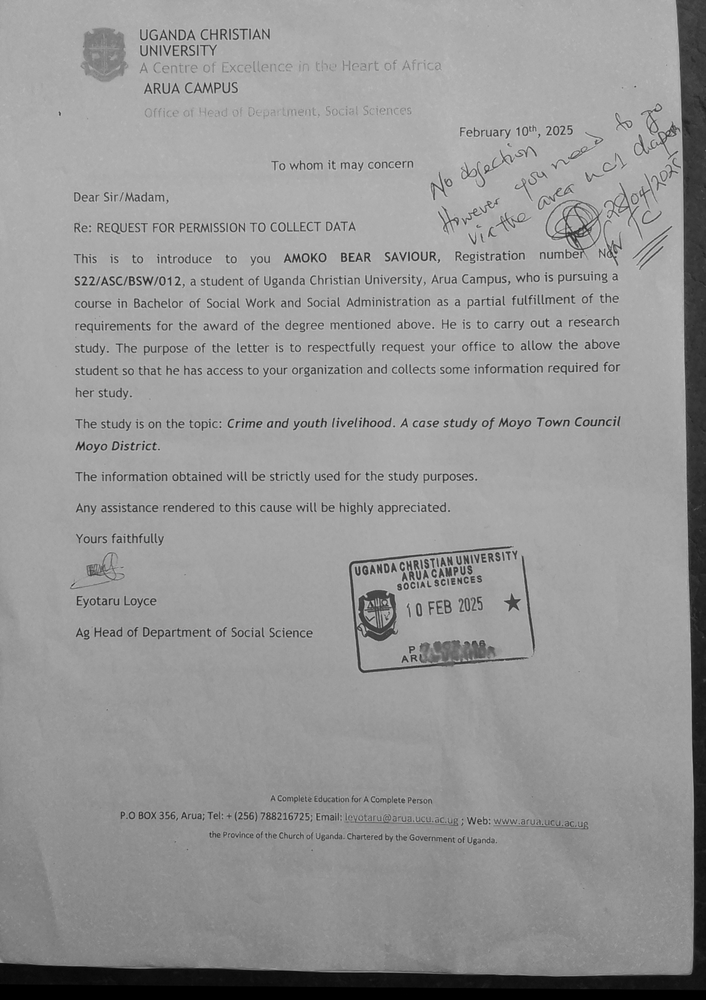 UGANDA CHRISTIAN
UNIVERSITY
A Centre of Excellence in the Heart of Africa
ARUA CAMPUS
Office of Head of Department, Social Sciences
February 10th, 2025
No objection
However you need to go
via the area LC1
28/04/2025
for TC
To whom it may concern
Dear Sir/Madam,
Re: REQUEST FOR PERMISSION TO COLLECT DATA
This is to introduce to you AMOKO BEAR SAVIOUR, Registration number No.
S22/ASC/BSW/012, a student of Uganda Christian University, Arua Campus, who is pursuing a
course in Bachelor of Social Work and Social Administration as a partial fulfillment of the
requirements for the award of the degree mentioned above. He is to carry out a research
study. The purpose of the letter is to respectfully request your office to allow the above
student so that he has access to your organization and collects some information required for
her study.
The study is on the topic: Crime and youth livelihood. A case study of Moyo Town Council
Moyo District.
The information obtained will be strictly used for the study purposes.
Any assistance rendered to this cause will be highly appreciated.
Yours faithfully
Eyotaru Loyce
Ag Head of Department of Social Science
UGANDA CHRISTIAN UNIVERSITY
ARUA CAMPUS
SOCIAL SCIENCES
10 FEB 2025
A Complete Education for A Complete Person
P.O BOX 356, Arua; Tel: + (256) 788216725; Email: leyotaru@arua.ucu.ac.ug ; Web: www.arua.ucu.ac.ug
the Province of the Church of Uganda. Chartered by the Government of Uganda.